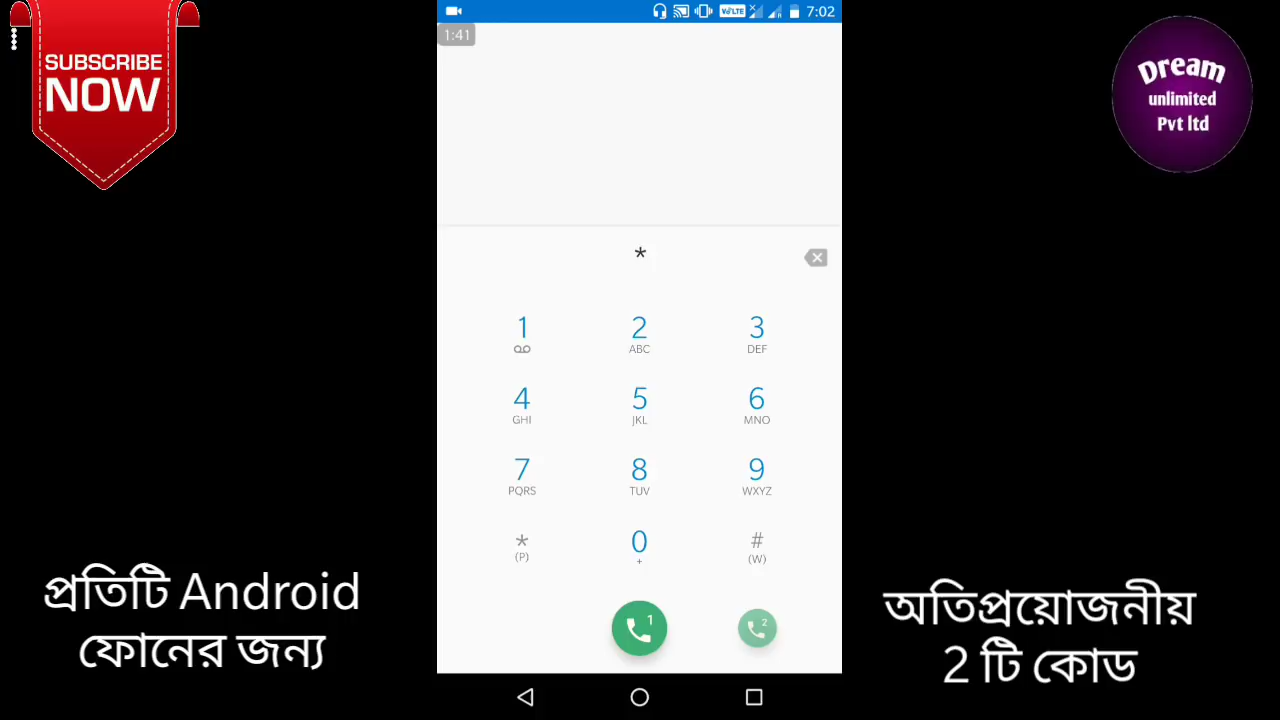 SUBSCRIBE
NOW
VoLTE
7:02
1:41
Dream
unlimited
Pvt ltd
*
1
2
ABC
3
DEF
4
GHI
5
JKL
6
MNO
7
PQRS
8
TUV
9
WXYZ
*
(P)
0
+
#
(W)
1
2
প্রতিটি Android
ফোনের জন্য
অতিপ্রয়োজনীয়
2 টি কোড